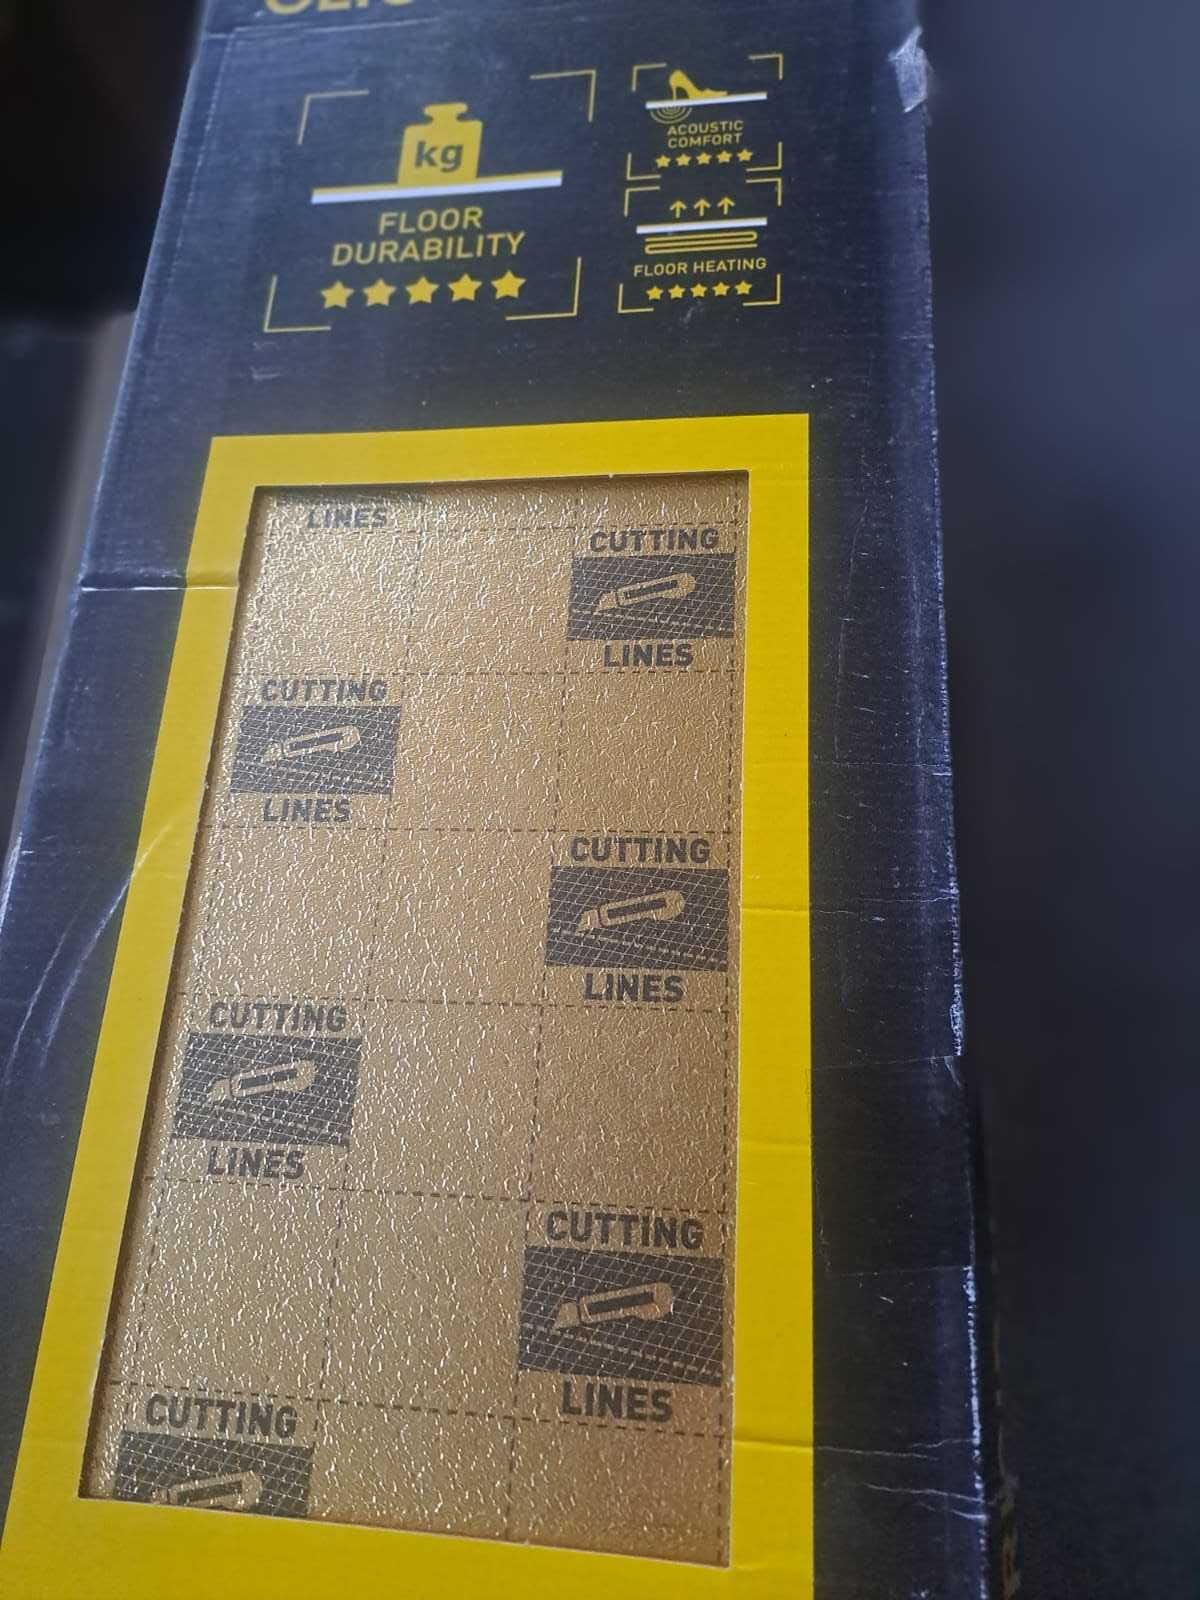 kg
FLOOR
DURABILITY
ACOUSTIC
COMFORT
FLOOR HEATING
LINES
CUTTING
LINES
CUTTING
LINES
CUTTING
LINES
CUTTING
LINES
CUTTING
LINES
CUTTING